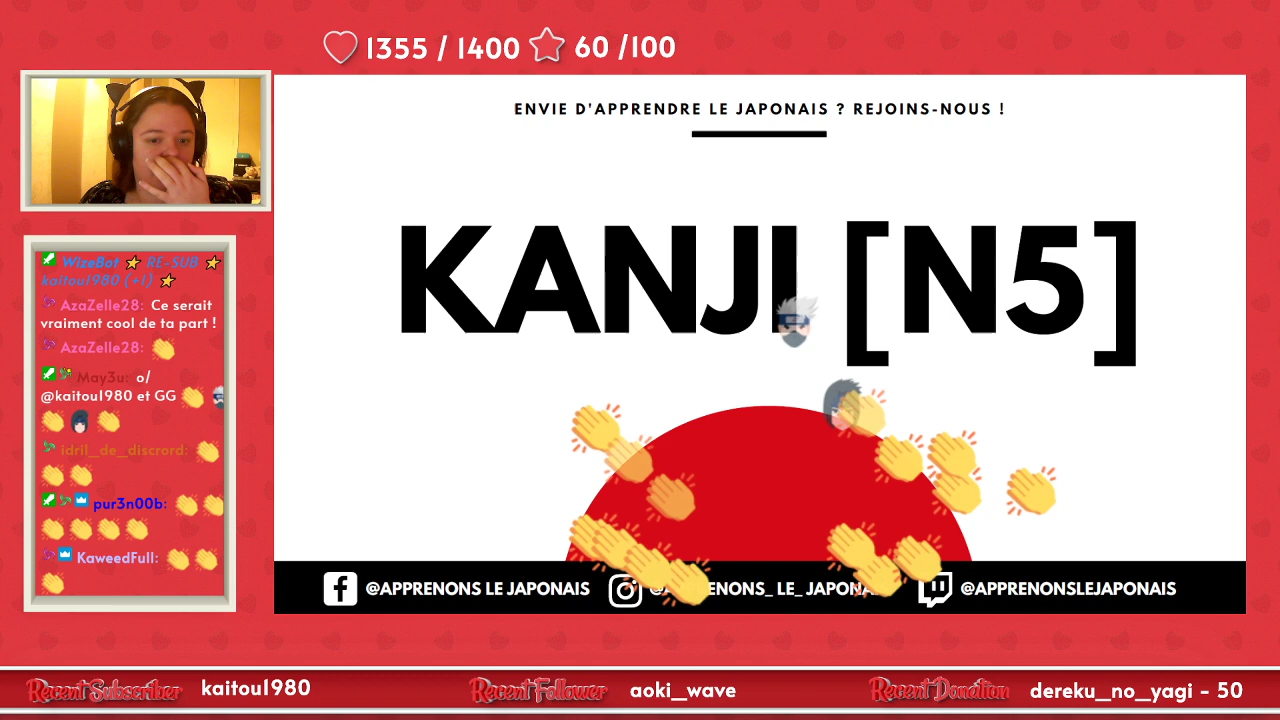 1355 / 1400 60 /100
ENVIE D'APPRENDRE LE JAPONAIS ? REJOINS-NOUS !
KANJI [N5]
WizeBot RE-SUB
kaitou1980 (+1)
AzaZelle28: Ce serait
vraiment cool de ta part !
AzaZelle28:
May3u: o/
@kaitou1980 et GG
idril_de_discrord:
pur3n00b:
KaweedFull:
@APPRENONS LE JAPONAIS
@APPRENONSLEJAPONAIS
Recent Subscriber kaitou1980
Recent Follower aoki_wave
Recent Donation dereku_no_yagi - 50